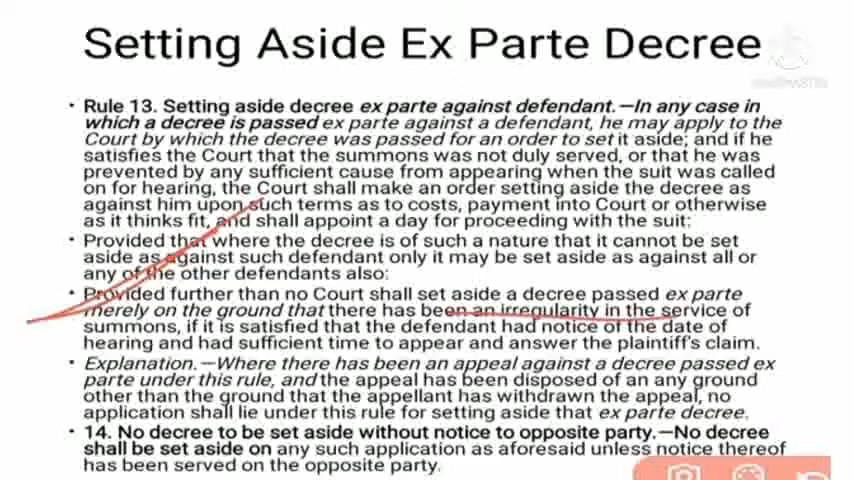 Setting Aside Ex Parte Decree
• Rule 13. Setting aside decree ex parte against defendant.—In any case in
which a decree is passed ex parte against a defendant, he may apply to the
Court by which the decree was passed for an order to set it aside; and if he
satisfies the Court that the summons was not duly served, or that he was
prevented by any sufficient cause from appearing when the suit was called
on for hearing, the Court shall make an order setting aside the decree as
against him upon such terms as to costs, payment into Court or otherwise
as it thinks fit, and shall appoint a day for proceeding with the suit:
• Provided that where the decree is of such a nature that it cannot be set
aside as against such defendant only it may be set aside as against all or
any of the other defendants also:
• Provided further than no Court shall set aside a decree passed ex parte
merely on the ground that there has been an irregularity in the service of
summons, if it is satisfied that the defendant had notice of the date of
hearing and had sufficient time to appear and answer the plaintiff's claim.
• Explanation.—Where there has been an appeal against a decree passed ex
parte under this rule, and the appeal has been disposed of an any ground
other than the ground that the appellant has withdrawn the appeal, no
application shall lie under this rule for setting aside that ex parte decree.
• 14. No decree to be set aside without notice to opposite party.—No decree
shall be set aside on any such application as aforesaid unless notice thereof
has been served on the opposite party.